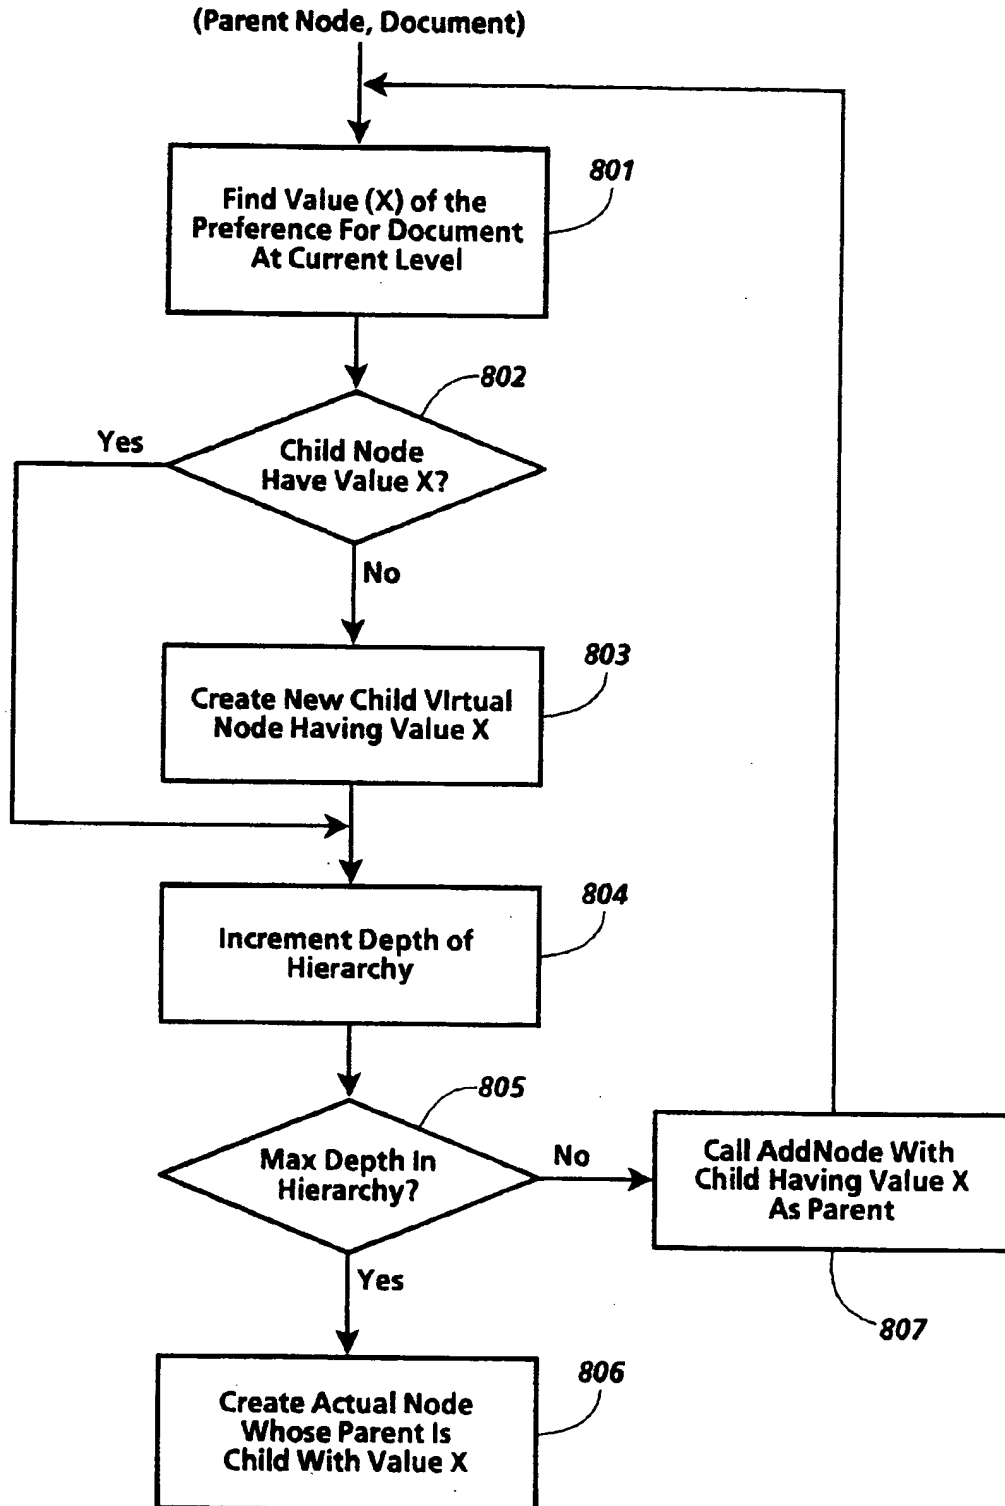 (Parent Node, Document)
801
Find Value (X) of the
Preference For Document
At Current Level
802
Yes
Child Node
Have Value X?
No
803
Create New Child VIrtual
Node Having Value X
804
Increment Depth of
Hierarchy
805
Max Depth In
Hierarchy?
No
Call AddNode With
Child Having Value X
As Parent
Yes
807
806
Create Actual Node
Whose Parent Is
Child With Value X